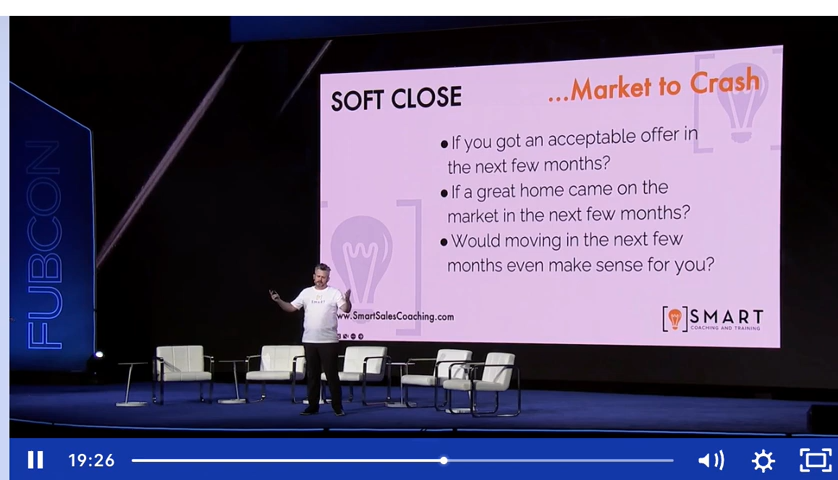 SOFT CLOSE
...Market to Crash
• If you got an acceptable offer in
the next few months?
• If a great home came on the
market in the next few months?
• Would moving in the next few
months even make sense for you?
FUBCON
www.SmartSalesCoaching.com
SMART
COACHING AND TRAINING
19:26